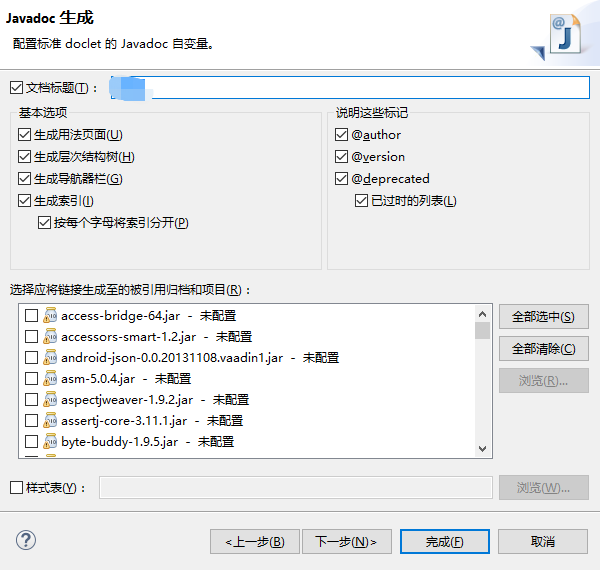 Javadoc 生成
配置标准 doclet 的 Javadoc 自变量。
文档标题(T)：
基本选项
生成用法页面(U)
生成层次结构树(H)
生成导航器栏(G)
生成索引(I)
按每个字母将索引分开(P)
说明这些标记
@author
@version
@deprecated
已过时的列表(L)
选择应将链接生成至的被引用归档和项目(R)：
access-bridge-64.jar - 未配置
accessors-smart-1.2.jar - 未配置
android-json-0.0.20131108.vaadin1.jar - 未配置
asm-5.0.4.jar - 未配置
aspectjweaver-1.9.2.jar - 未配置
assertj-core-3.11.1.jar - 未配置
byte-buddy-1.9.5.jar - 未配置
全部选中(S)
全部清除(C)
浏览(R)...
样式表(Y)：
浏览(W)...
<上一步(B)
下一步(N)>
完成(F)
取消